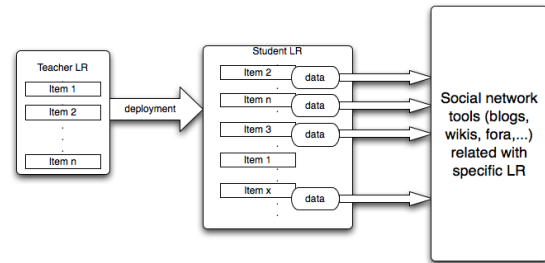 Teacher LR
Item 1
Item 2
.
.
.
Item n
deployment
Student LR
.
Item 2
data
.
Item n
data
.
Item 3
data
.
Item 1
.
Item x
data
.
Social network
tools (blogs,
wikis, fora,...)
related with
specific LR